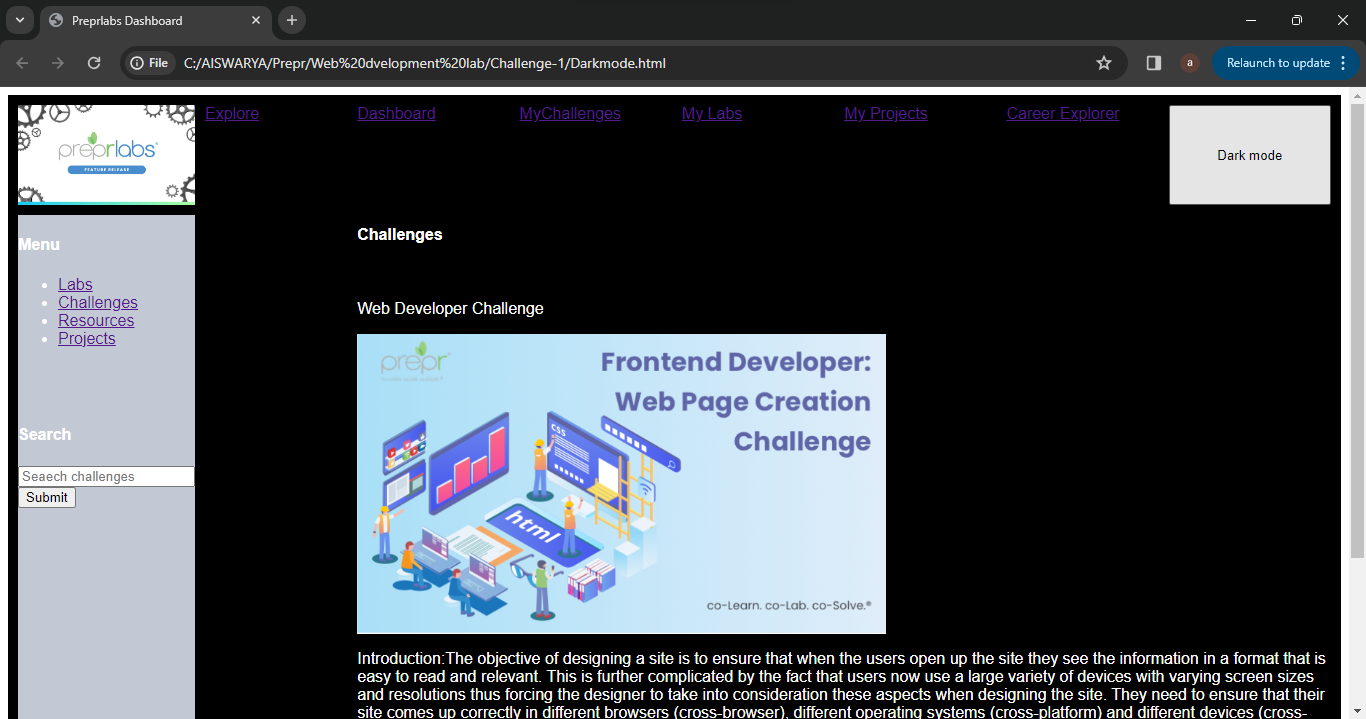 Preprlabs Dashboard
File
C:/AISWARYA/Prepr/Web%20dvelopment%20lab/Challenge-1/Darkmode.html
a
Relaunch to update
preprlabs
FEATURE RELEASE
Explore
Dashboard
MyChallenges
My Labs
My Projects
Career Explorer
Dark mode
Menu
Labs
Challenges
Resources
Projects
Search
Seaech challenges
Submit
Challenges
Web Developer Challenge
prepr
Frontend Developer:
Web Page Creation
Challenge
CSS
html
co-Learn. co-Lab. co-Solve.®
Introduction:The objective of designing a site is to ensure that when the users open up the site they see the information in a format that is
easy to read and relevant. This is further complicated by the fact that users now use a large variety of devices with varying screen sizes
and resolutions thus forcing the designer to take into consideration these aspects when designing the site. They need to ensure that their
site comes up correctly in different browsers (cross-browser), different operating systems (cross-platform) and different devices (cross-